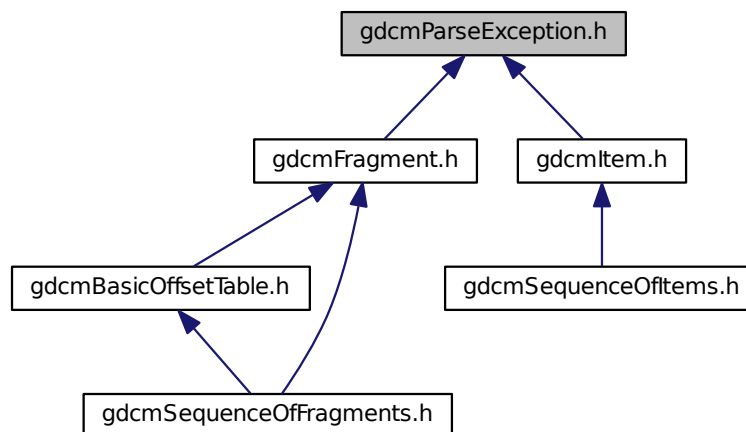 gdcmParseException.h
gdcmFragment.h
gdcmItem.h
gdcmBasicOffsetTable.h
gdcmSequenceOfItems.h
gdcmSequenceOfFragments.h